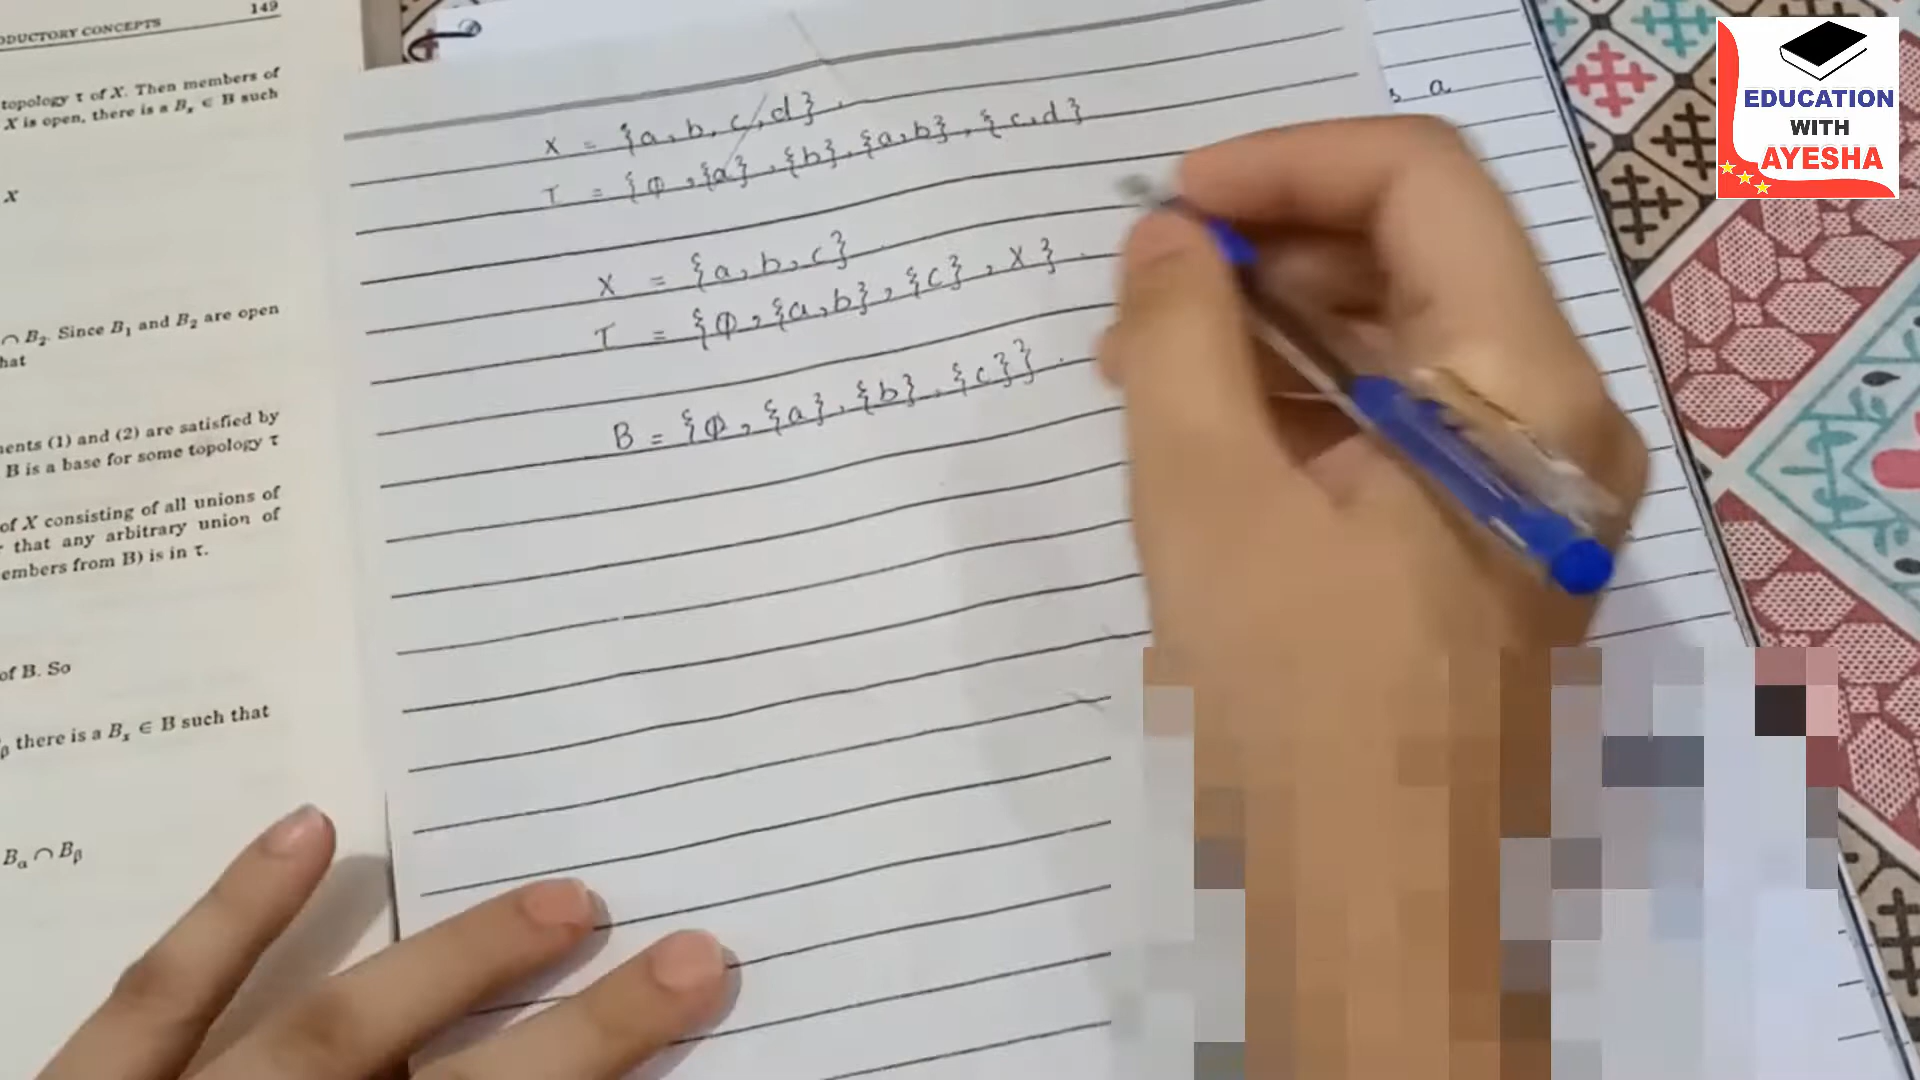 149
ODUCTORY CONCEPTS
topology τ of X. Then members of
X is open, there is a Bₓ ∈ B such
X
∩ B₂. Since B₁ and B₂ are open
hat
ments (1) and (2) are satisfied by
B is a base for some topology τ
of X consisting of all unions of
that any arbitrary union of
embers from B) is in τ.
of B. So
β there is a Bₓ ∈ B such that
Bα ∩ Bβ
X = {a, b, c, d}.
τ = {Φ, {a}, {b}, {a, b}, {c, d}
X = {a, b, c}.
τ = {Φ, {a, b}, {c}, X}.
B = {Φ, {a}, {b}, {c}}.
s a
EDUCATION
WITH
AYESHA